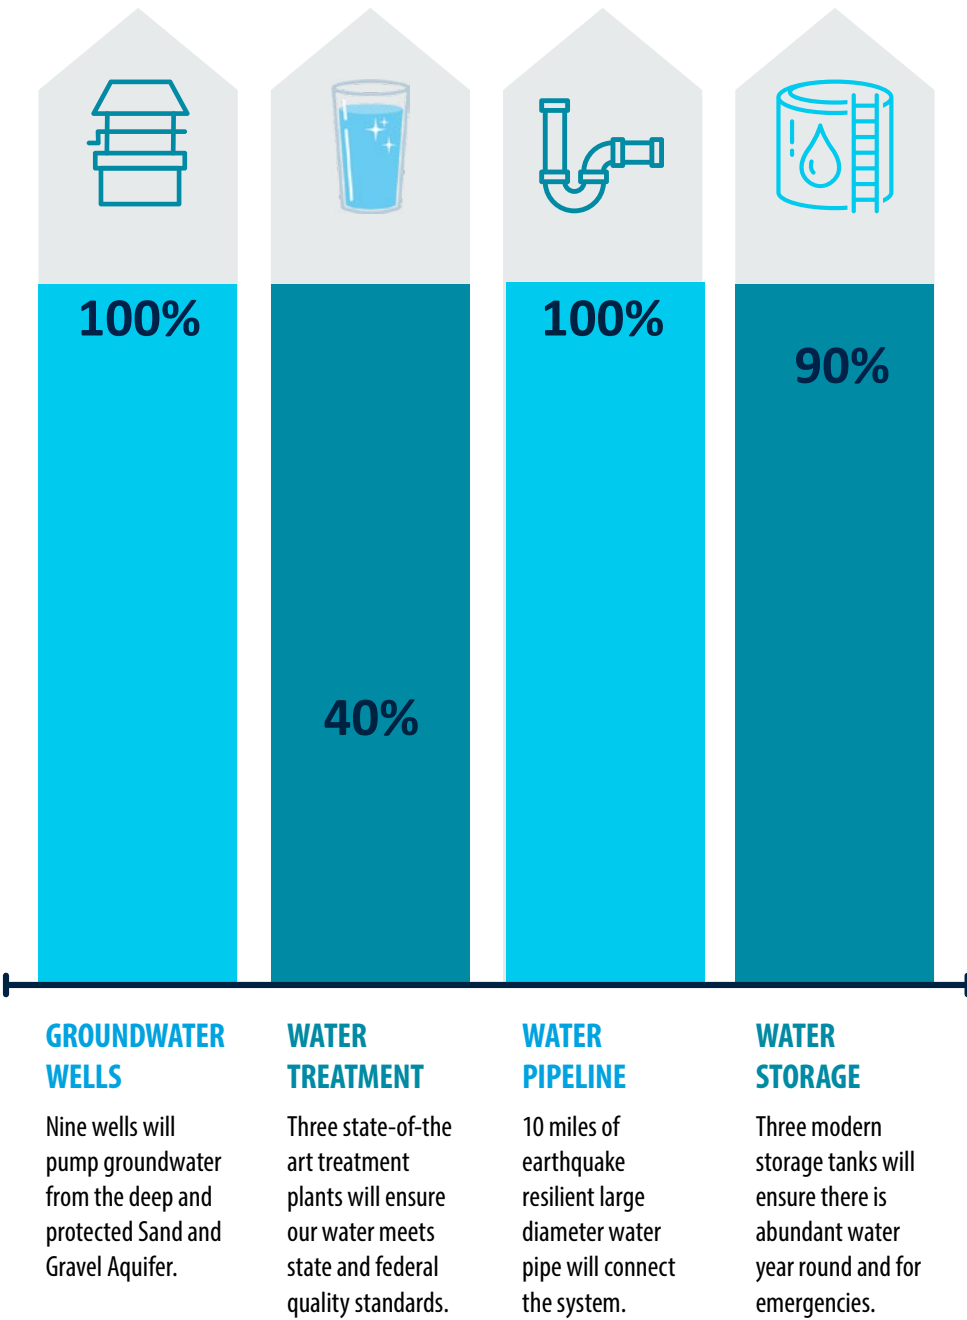 100%
40%
100%
90%
GROUNDWATER
WELLS
Nine wells will
pump groundwater
from the deep and
protected Sand and
Gravel Aquifer.
WATER
TREATMENT
Three state-of-the
art treatment
plants will ensure
our water meets
state and federal
quality standards.
WATER
PIPELINE
10 miles of
earthquake
resilient large
diameter water
pipe will connect
the system.
WATER
STORAGE
Three modern
storage tanks will
ensure there is
abundant water
year round and for
emergencies.